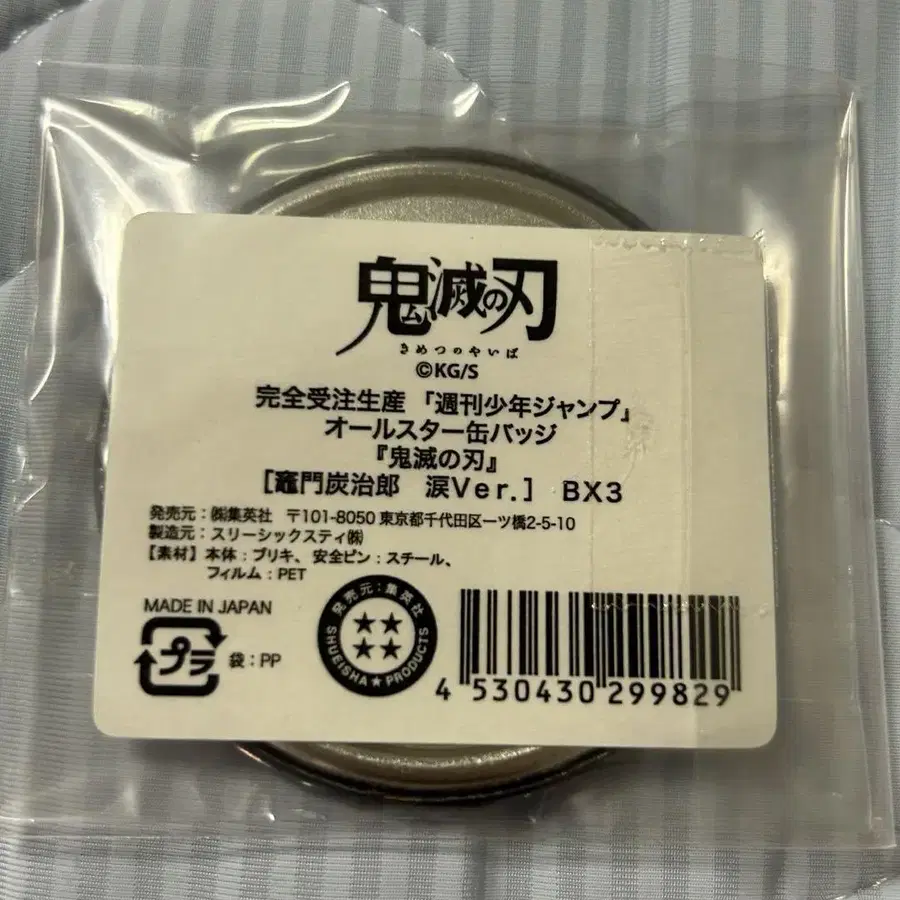 鬼滅の刃
きめつのやいば
©KG/S
完全受注生産 「週刊少年ジャンプ」
オールスター缶バッジ
『鬼滅の刃』
[竈門炭治郎 涙Ver.] BX3
発売元:㈱集英社 〒101-8050 東京都千代田区一ツ橋2-5-10
製造元:スリーシックスティ㈱
【素材】本体:ブリキ、安全ピン:スチール、
フィルム:PET
MADE IN JAPAN
プラ 袋:PP
発売元:集英社
SHUEISHA★PRODUCTS
4 530430 299829